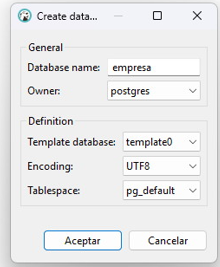 Create data...
General
Database name: empresa
Owner: postgres
Definition
Template database: template0
Encoding: UTF8
Tablespace: pg_default
Aceptar Cancelar